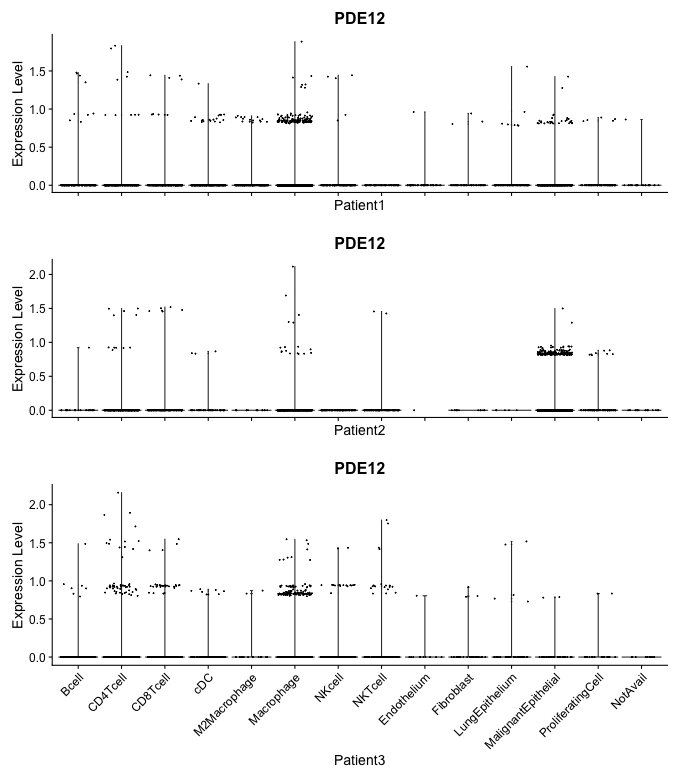 PDE12
Expression Level
1.5
1.0
0.5
0.0
Patient1
PDE12
Expression Level
2.0
1.5
1.0
0.5
0.0
Patient2
PDE12
Expression Level
2.0
1.5
1.0
0.5
0.0
Bcell
CD4Tcell
CD8Tcell
cDC
M2Macrophage
Macrophage
NKcell
NKTcell
Endothelium
Fibroblast
LungEpithelium
MalignantEpithelial
ProliferatingCell
NotAvail
Patient3